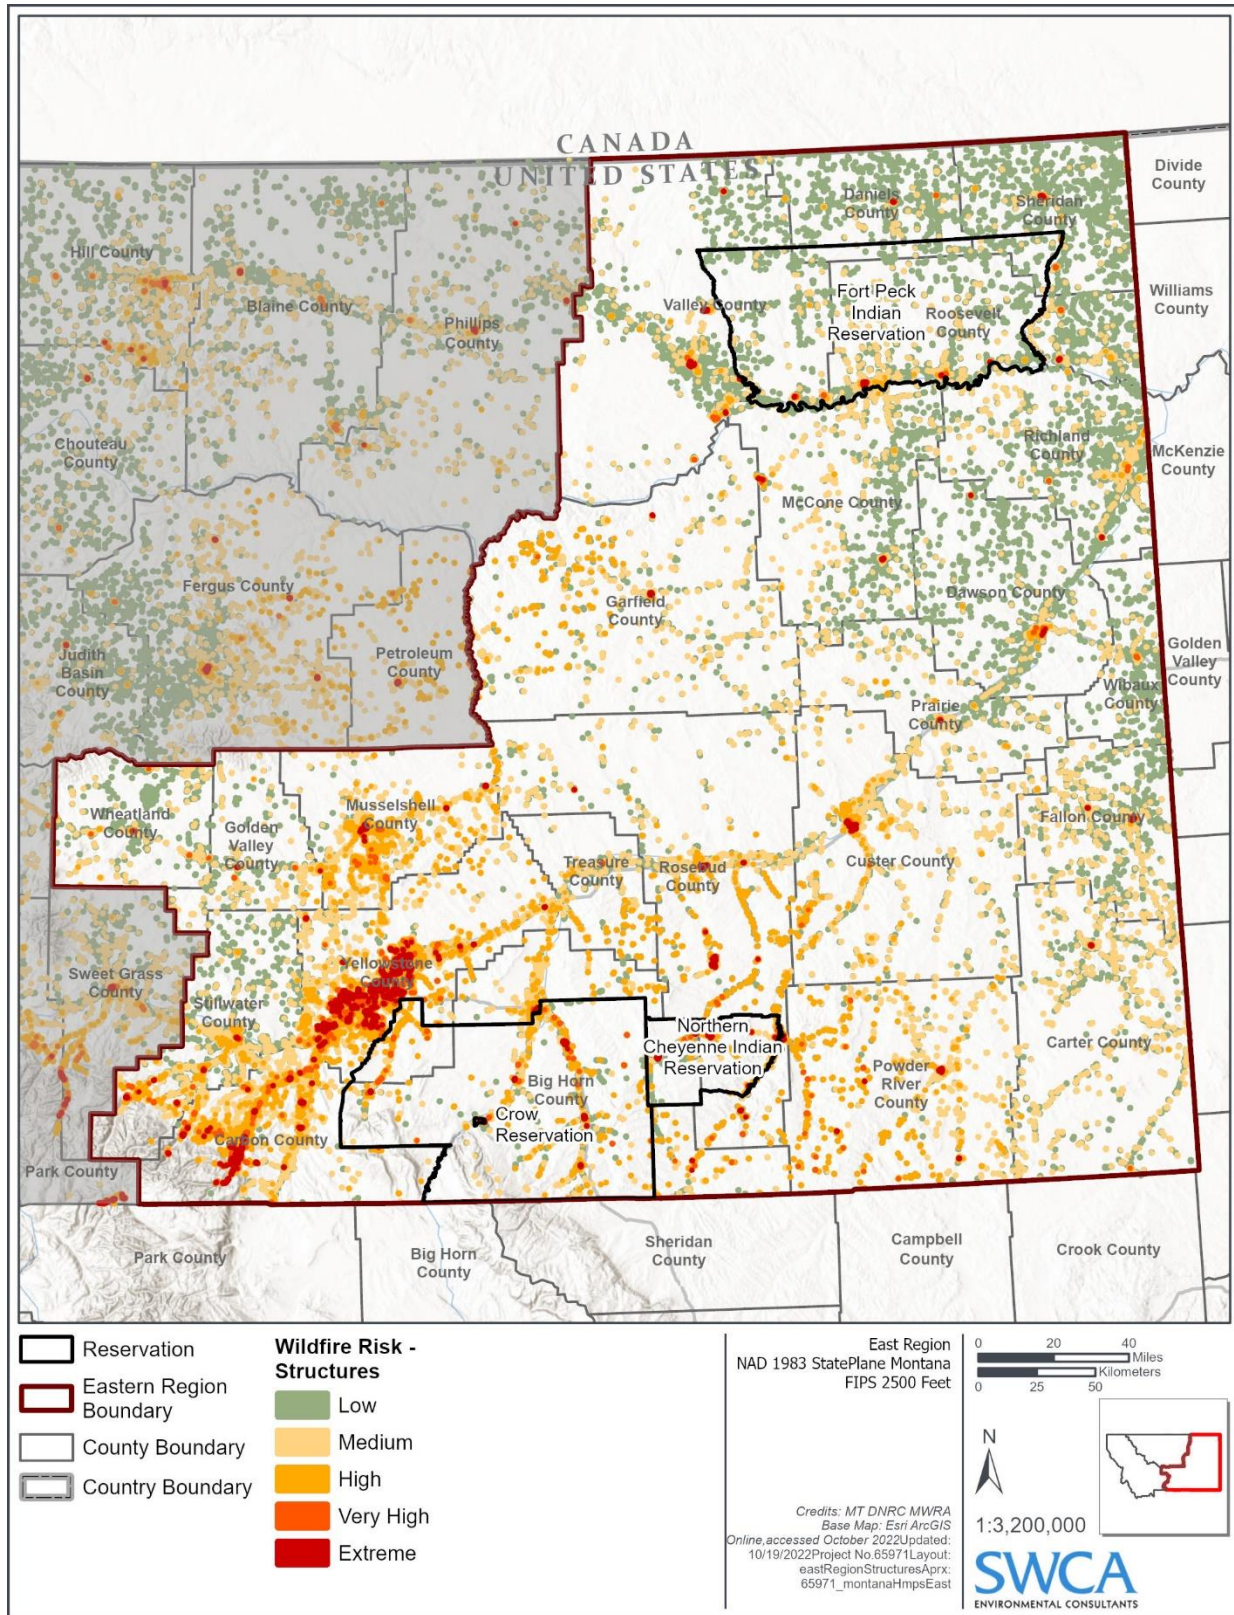 CANADA
UNITED STATES
Divide
County
Daniels
County
Sheridan
County
Hill County
Blaine County
Phillips
County
Valley County
Fort Peck
Indian
Reservation
Roosevelt
County
Williams
County
Chouteau
County
Richland
County
McKenzie
County
McCone County
Fergus County
Garfield
County
Dawson County
Judith
Basin
County
Petroleum
County
Golden
Valley
County
Wibaux
County
Prairie
County
Wheatland
County
Golden
Valley
County
Musselshell
County
Fallon County
Treasure
County
Rosebud
County
Custer County
Sweet Grass
County
Yellowstone
County
Stillwater
County
Northern
Cheyenne Indian
Reservation
Carter County
Powder
River
County
Big Horn
County
Crow
Reservation
Carbon County
Park County
Park County
Big Horn
County
Sheridan
County
Campbell
County
Crook County
Reservation
Eastern Region
Boundary
County Boundary
Country Boundary
Wildfire Risk -
Structures
Low
Medium
High
Very High
Extreme
East Region
NAD 1983 StatePlane Montana
FIPS 2500 Feet
Credits: MT DNRC MWRA
Base Map: Esri ArcGIS
Online,accessed October 2022Updated:
10/19/2022Project No.65971Layout:
eastRegionStructuresAprx:
65971_montanaHmpsEast
0 20 40
Miles
Kilometers
0 25 50
N
1:3,200,000
SWCA
ENVIRONMENTAL CONSULTANTS